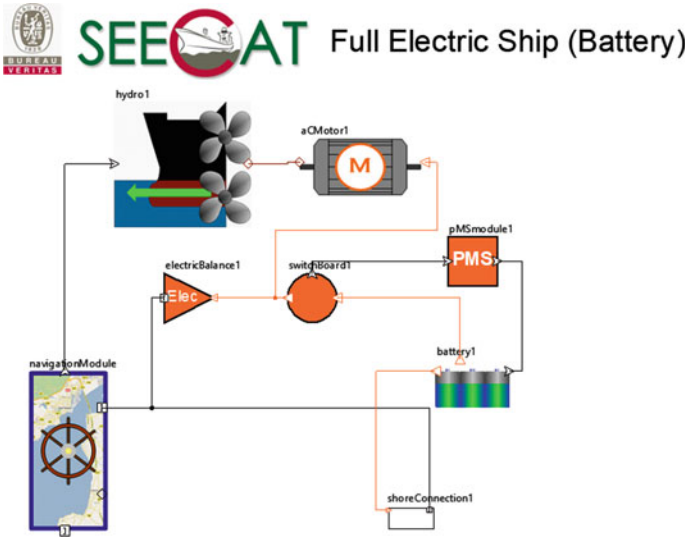 SEECAT Full Electric Ship (Battery)
BUREAU
VERITAS
hydro1
aCMotor1
M
pMSmodule1
PMS
electricBalance1
switchBoard1
Elec
battery1
navigationModule
shoreConnection1